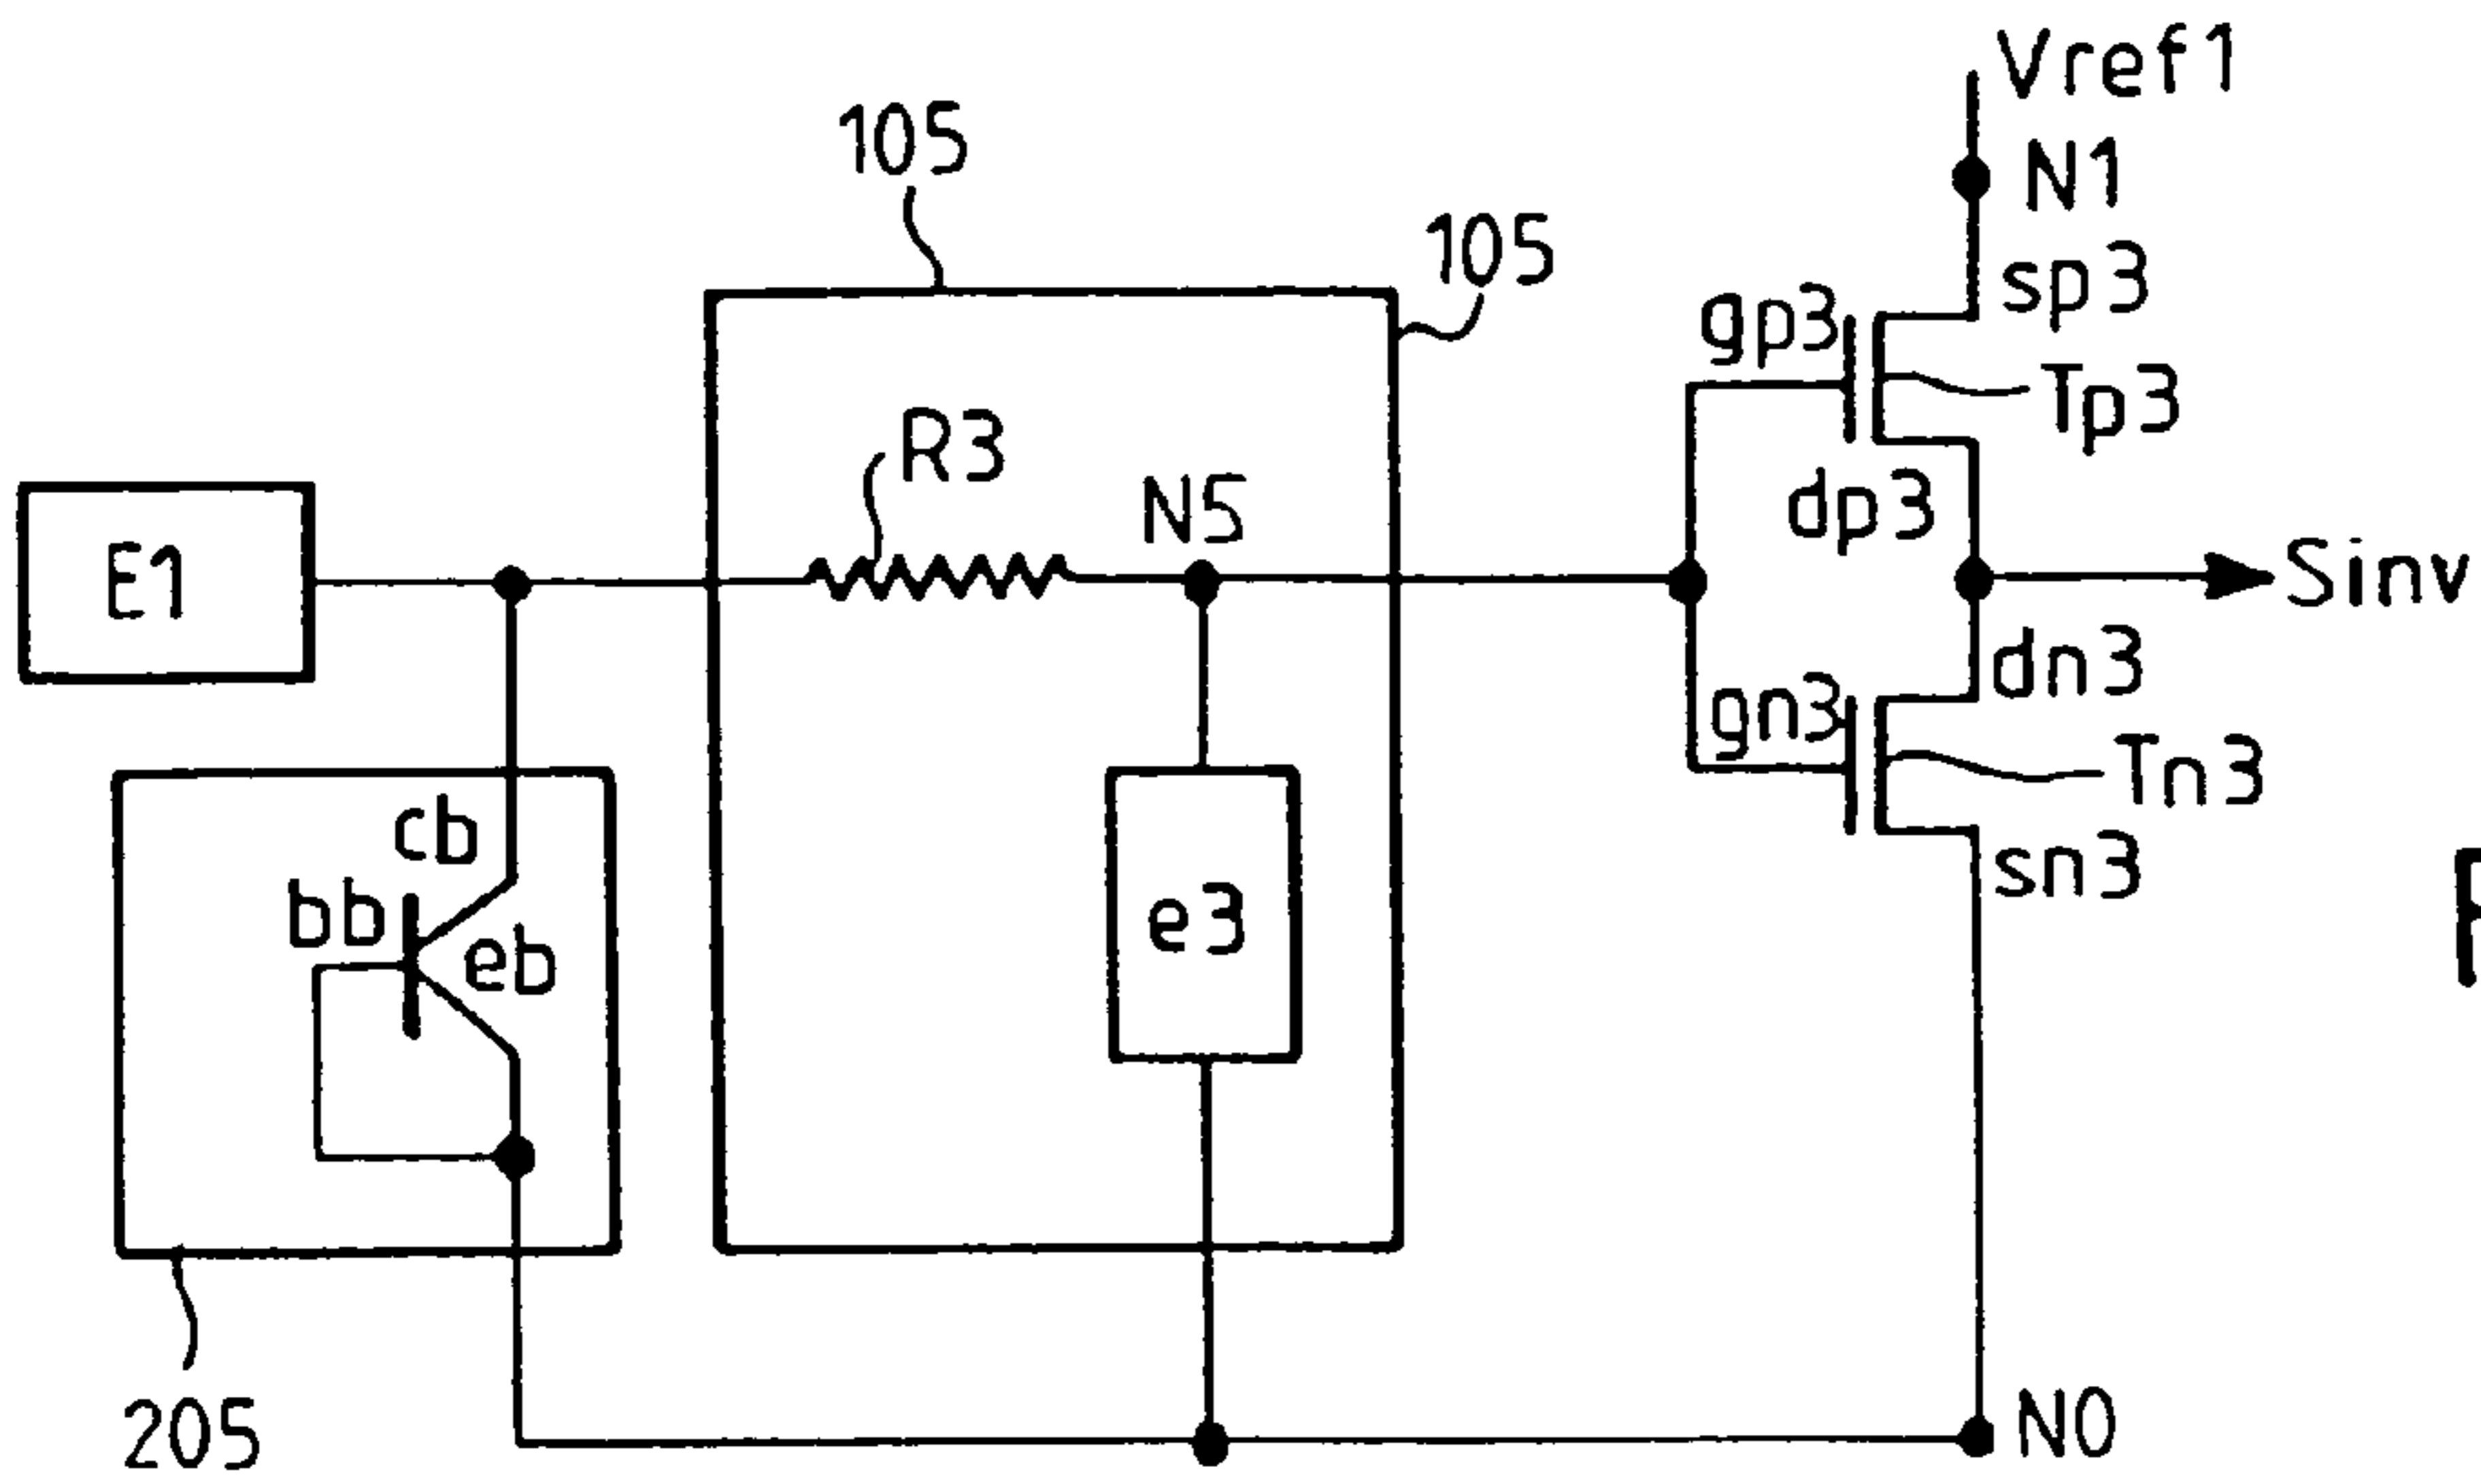 Vref1
105
N1
105
sp3
gp3
Tp3
R3
N5
dp3
E1
Sinv
dn3
gn3
Tn3
cb
sn3
bb
eb
e3
205
N0